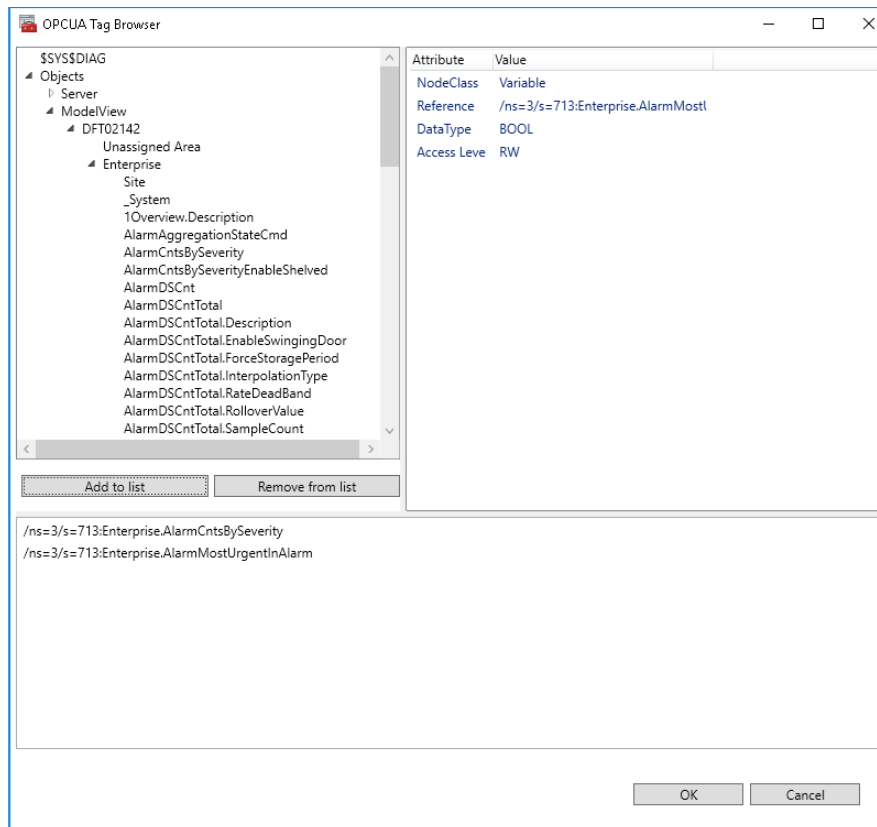 OPCUA Tag Browser
$SYS$DIAG
Objects
Server
ModelView
DFT02142
Unassigned Area
Enterprise
Site
_System
1Overview.Description
AlarmAggregationStateCmd
AlarmCntsBySeverity
AlarmCntsBySeverityEnableShelved
AlarmDSCnt
AlarmDSCntTotal
AlarmDSCntTotal.Description
AlarmDSCntTotal.EnableSwingingDoor
AlarmDSCntTotal.ForceStoragePeriod
AlarmDSCntTotal.InterpolationType
AlarmDSCntTotal.RateDeadBand
AlarmDSCntTotal.RolloverValue
AlarmDSCntTotal.SampleCount
Add to list Remove from list
Attribute Value
NodeClass Variable
Reference /ns=3/s=713:Enterprise.AlarmMostU
DataType BOOL
Access Leve RW
/ns=3/s=713:Enterprise.AlarmCntsBySeverity
/ns=3/s=713:Enterprise.AlarmMostUrgentInAlarm
OK Cancel